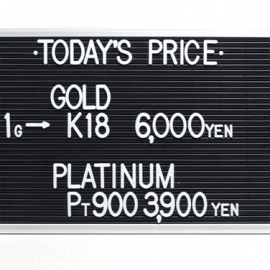 ·TODAY'S PRICE·
GOLD
1G→ K18 6,000YEN
PLATINUM
PT900 3,900YEN